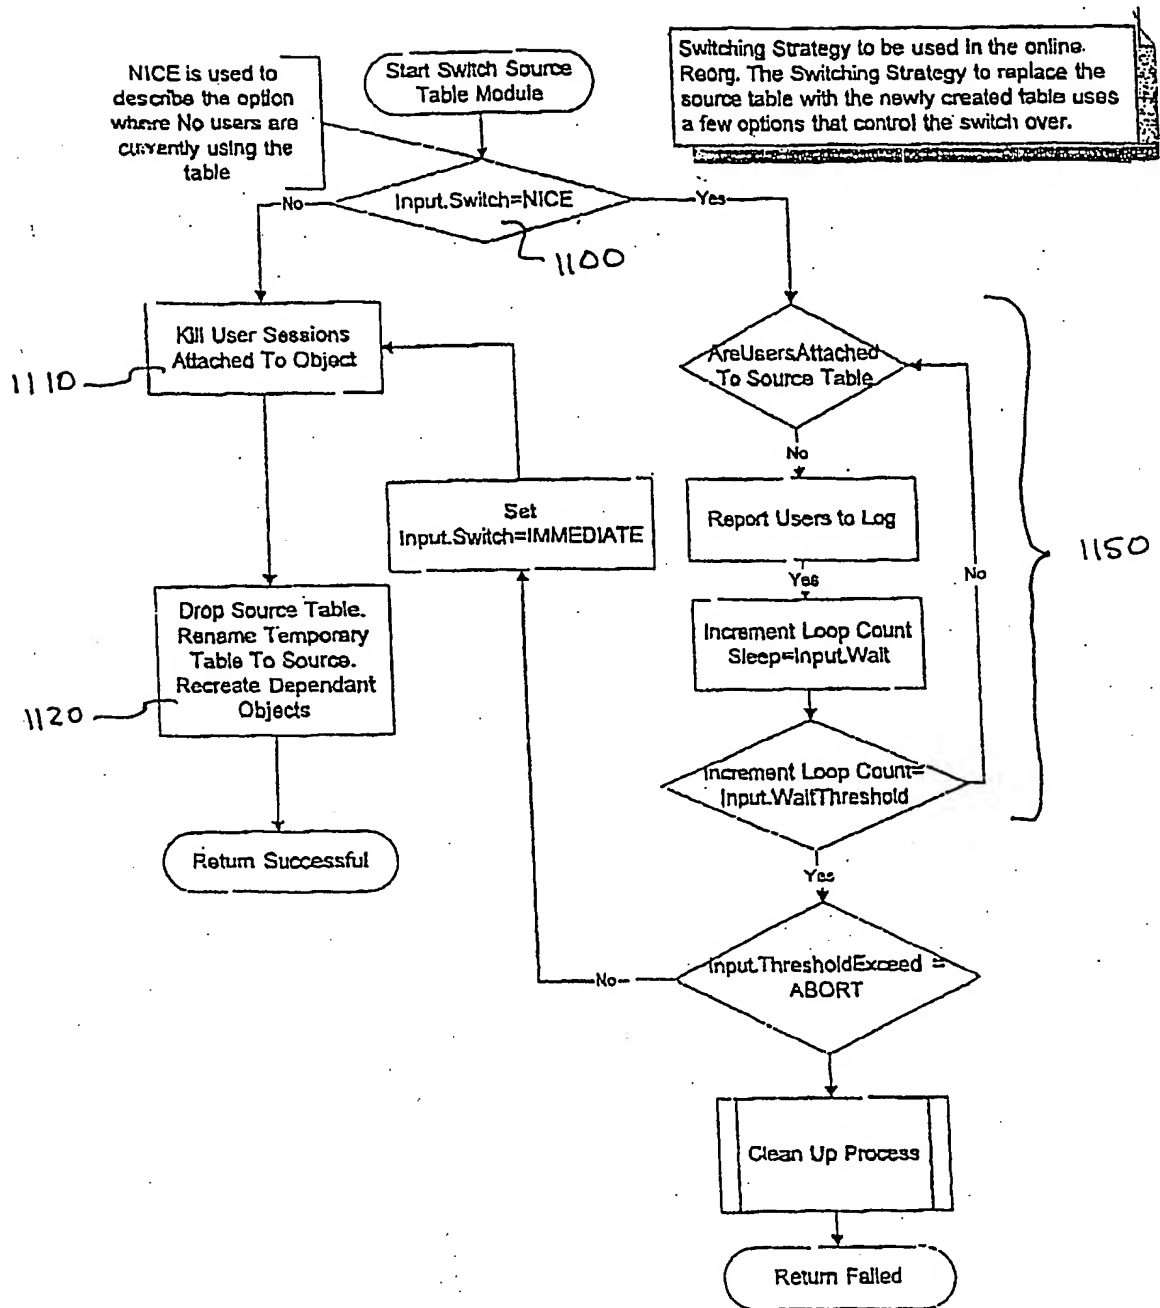 NICE is used to
describe the option
where No users are
currently using the
table
Start Switch Source
Table Module
Switching Strategy to be used in the online.
Reorg. The Switching Strategy to replace the
source table with the newly created table uses
a few options that control the switch over.
Input.Switch=NICE
No
Yes
1100
Kill User Sessions
Attached To Object
1110
AreUsersAttached
To Source Table
No
Report Users to Log
Yes
Set
Input.Switch=IMMEDIATE
No
1150
Increment Loop Count
Sleep=Input.Wait
Drop Source Table.
Rename Temporary
Table To Source.
Recreate Dependant
Objects
1120
Increment Loop Count=
Input.WaitThreshold
Return Successful
Yes
Input.ThresholdExceed =
ABORT
No
Clean Up Process
Return Failed